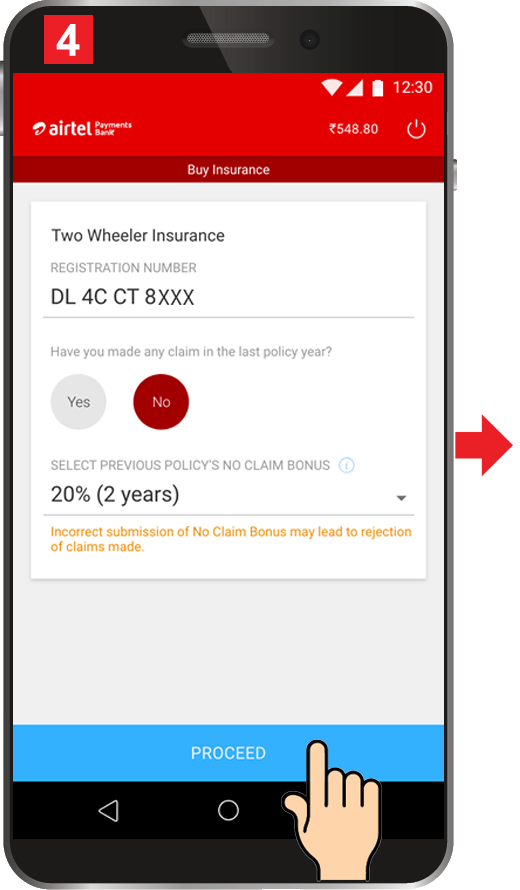 4
12:30
airtel Payments Bank
₹548.80
Buy Insurance
Two Wheeler Insurance
REGISTRATION NUMBER
DL 4C CT 8XXX
Have you made any claim in the last policy year?
Yes No
SELECT PREVIOUS POLICY'S NO CLAIM BONUS i
20% (2 years)
Incorrect submission of No Claim Bonus may lead to rejection
of claims made.
PROCEED